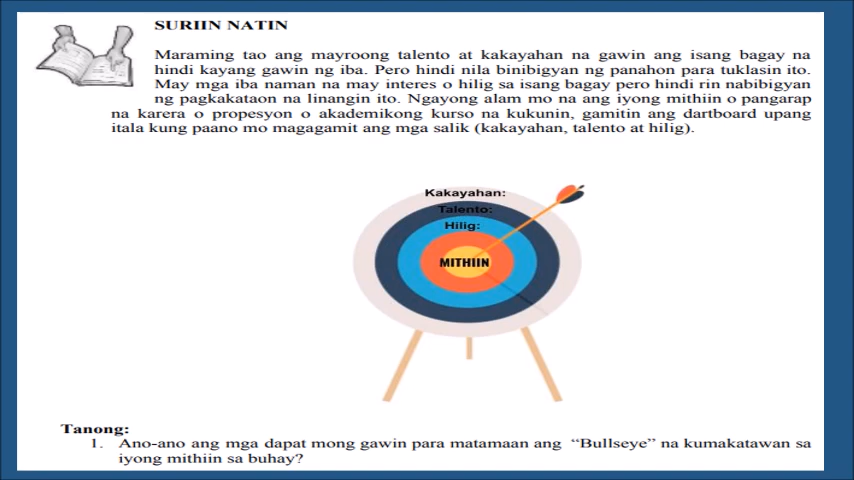 SURIIN NATIN
Maraming tao ang mayroong talento at kakayahan na gawin ang isang bagay na
hindi kayang gawin ng iba. Pero hindi nila binibigyan ng panahon para tuklasin ito.
May mga iba naman na may interes o hilig sa isang bagay pero hindi rin nabibigyan
ng pagkakataon na linangin ito. Ngayong alam mo na ang iyong mithiin o pangarap
na karera o propesyon o akademikong kurso na kukunin, gamitin ang dartboard upang
itala kung paano mo magagamit ang mga salik (kakayahan, talento at hilig).
Kakayahan:
Talento:
Hilig:
MITHIIN
Tanong:
1. Ano-ano ang mga dapat mong gawin para matamaan ang “Bullseye” na kumakatawan sa
iyong mithiin sa buhay?